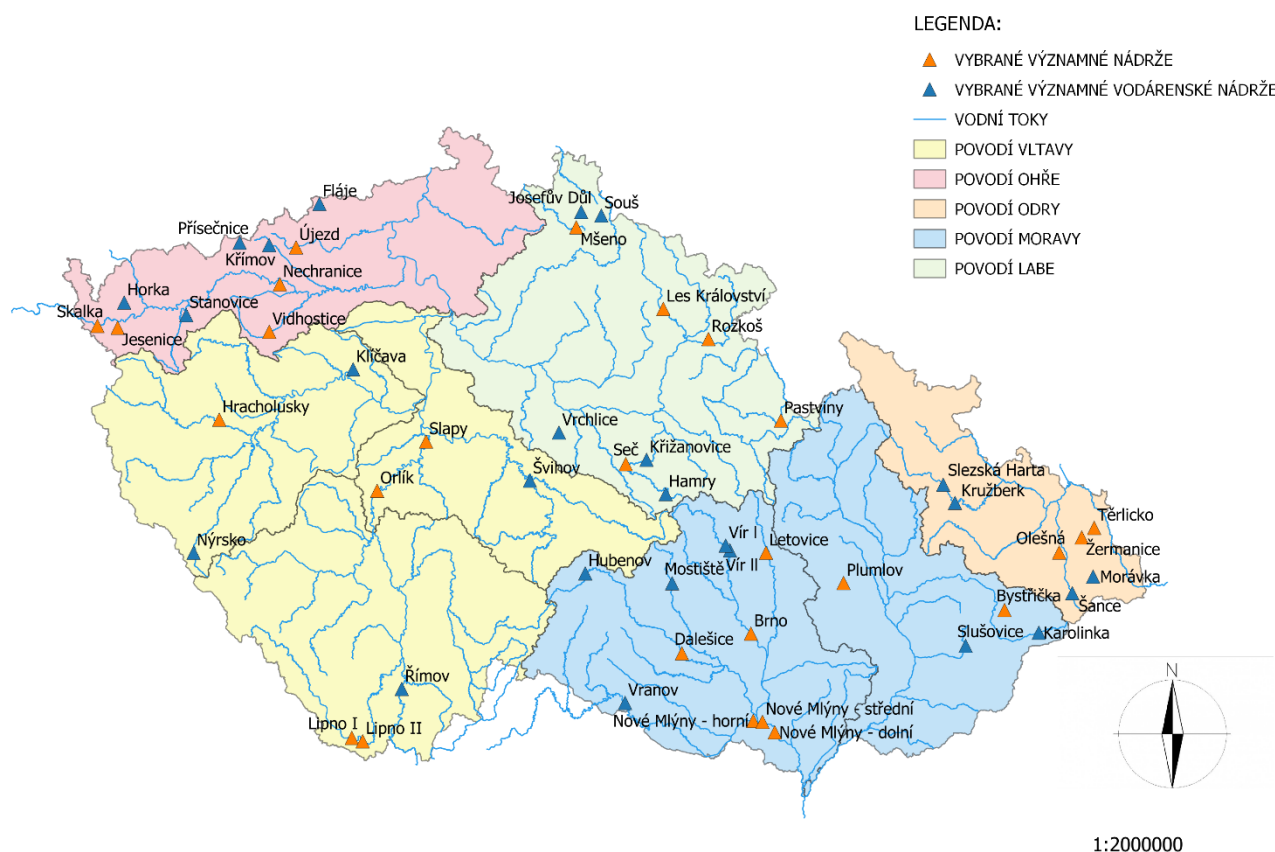 LEGENDA:
VYBRANÉ VÝZNAMNÉ NÁDRŽE
VYBRANÉ VÝZNAMNÉ VODÁRENSKÉ NÁDRŽE
VODNÍ TOKY
POVODÍ VLTAVY
POVODÍ OHŘE
POVODÍ ODRY
POVODÍ MORAVY
POVODÍ LABE
Fláje
Josefův Důl
Souš
Přísečnice
Újezd
Mšeno
Křímov
Nechranice
Horka
Stanovice
Les Království
Skalka
Vidhostice
Rozkoš
Jesenice
Klíčava
Hracholusky
Pastviny
Slapy
Vrchlice
Seč
Křižanovice
Orlík
Švihov
Hamry
Slezská Harta
Kružberk
Těrlicko
Olešná
Žermanice
Nýrsko
Vír I
Letovice
Vír II
Hubenov
Mostiště
Plumlov
Morávka
Bystřička
Šance
Brno
Slušovice
Karolinka
Dalešice
Římov
Vranov
Nové Mlýny - horní
Nové Mlýny - střední
Nové Mlýny - dolní
Lipno I
Lipno II
N
1:2000000